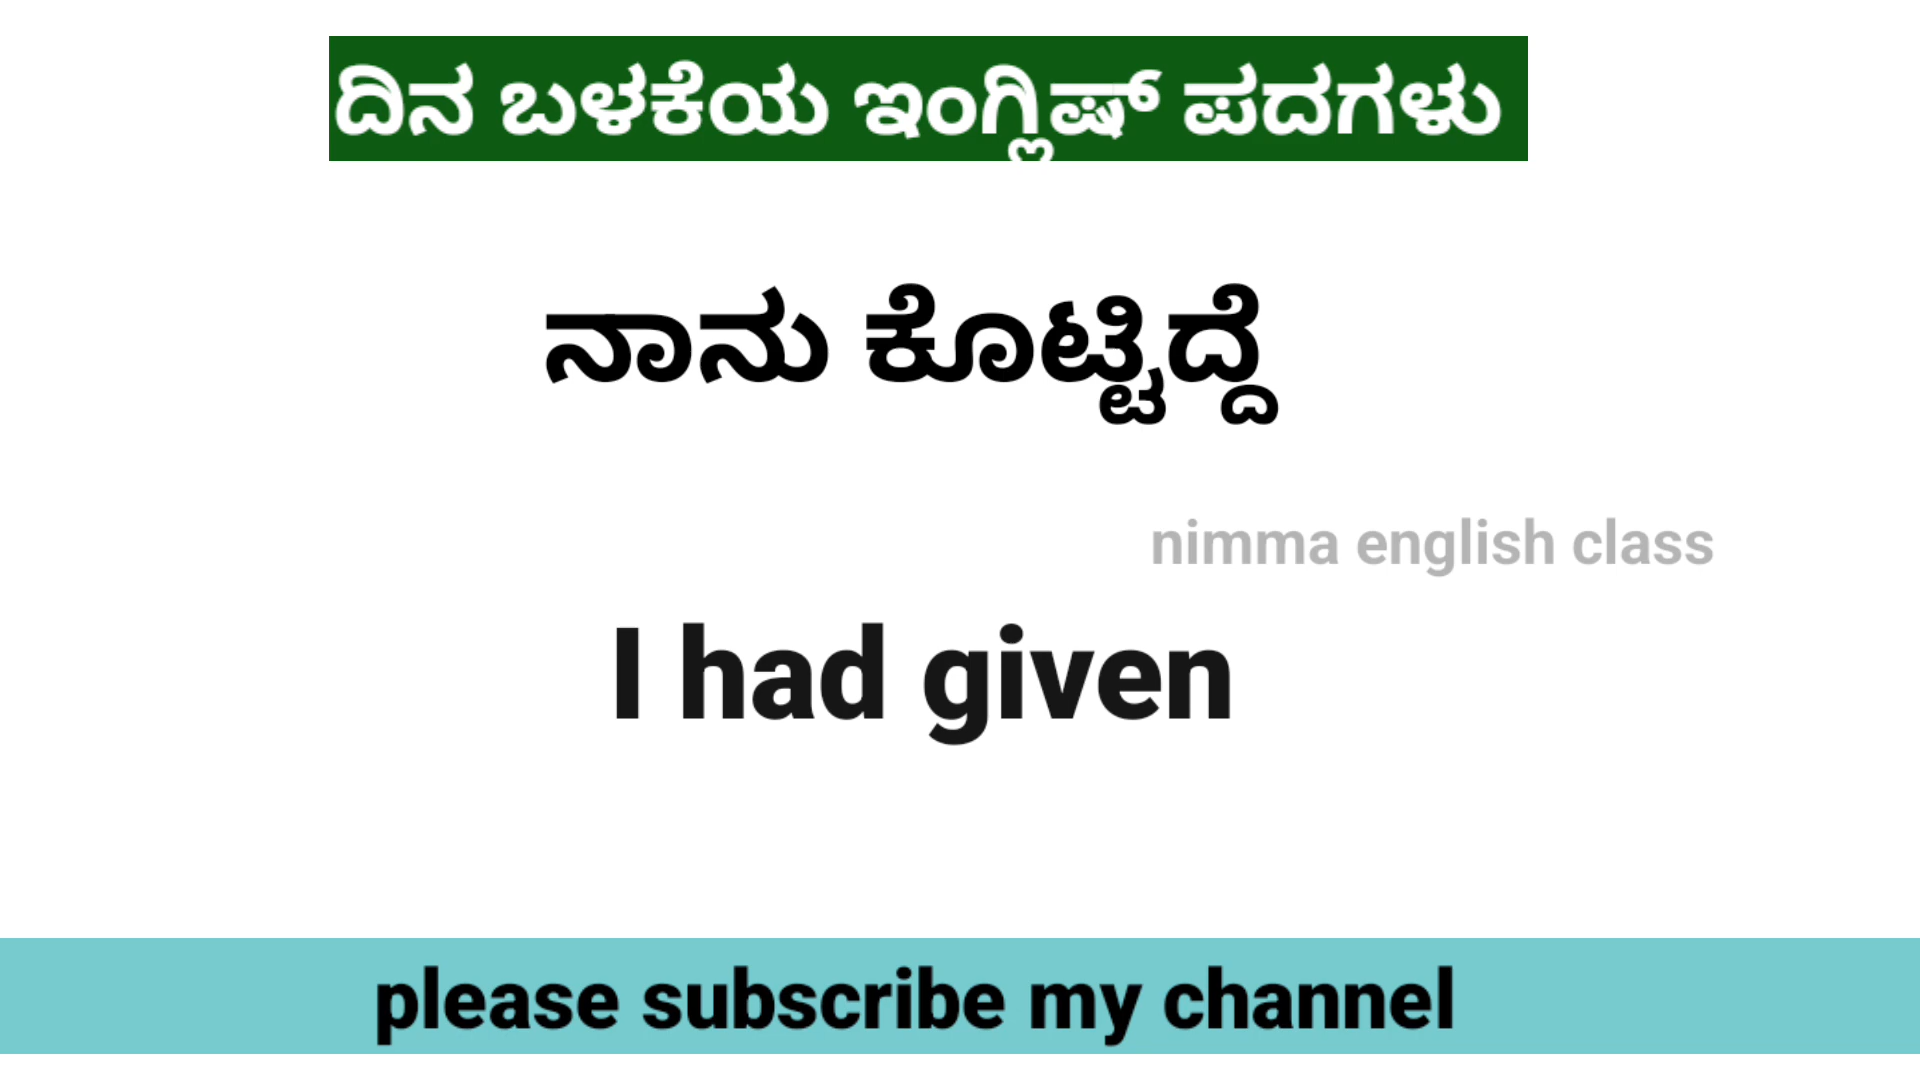 ದಿನ ಬಳಕೆಯ ಇಂಗ್ಲಿಷ್ ಪದಗಳು
ನಾನು ಕೊಟ್ಟಿದ್ದೆ
nimma english class
I had given
please subscribe my channel